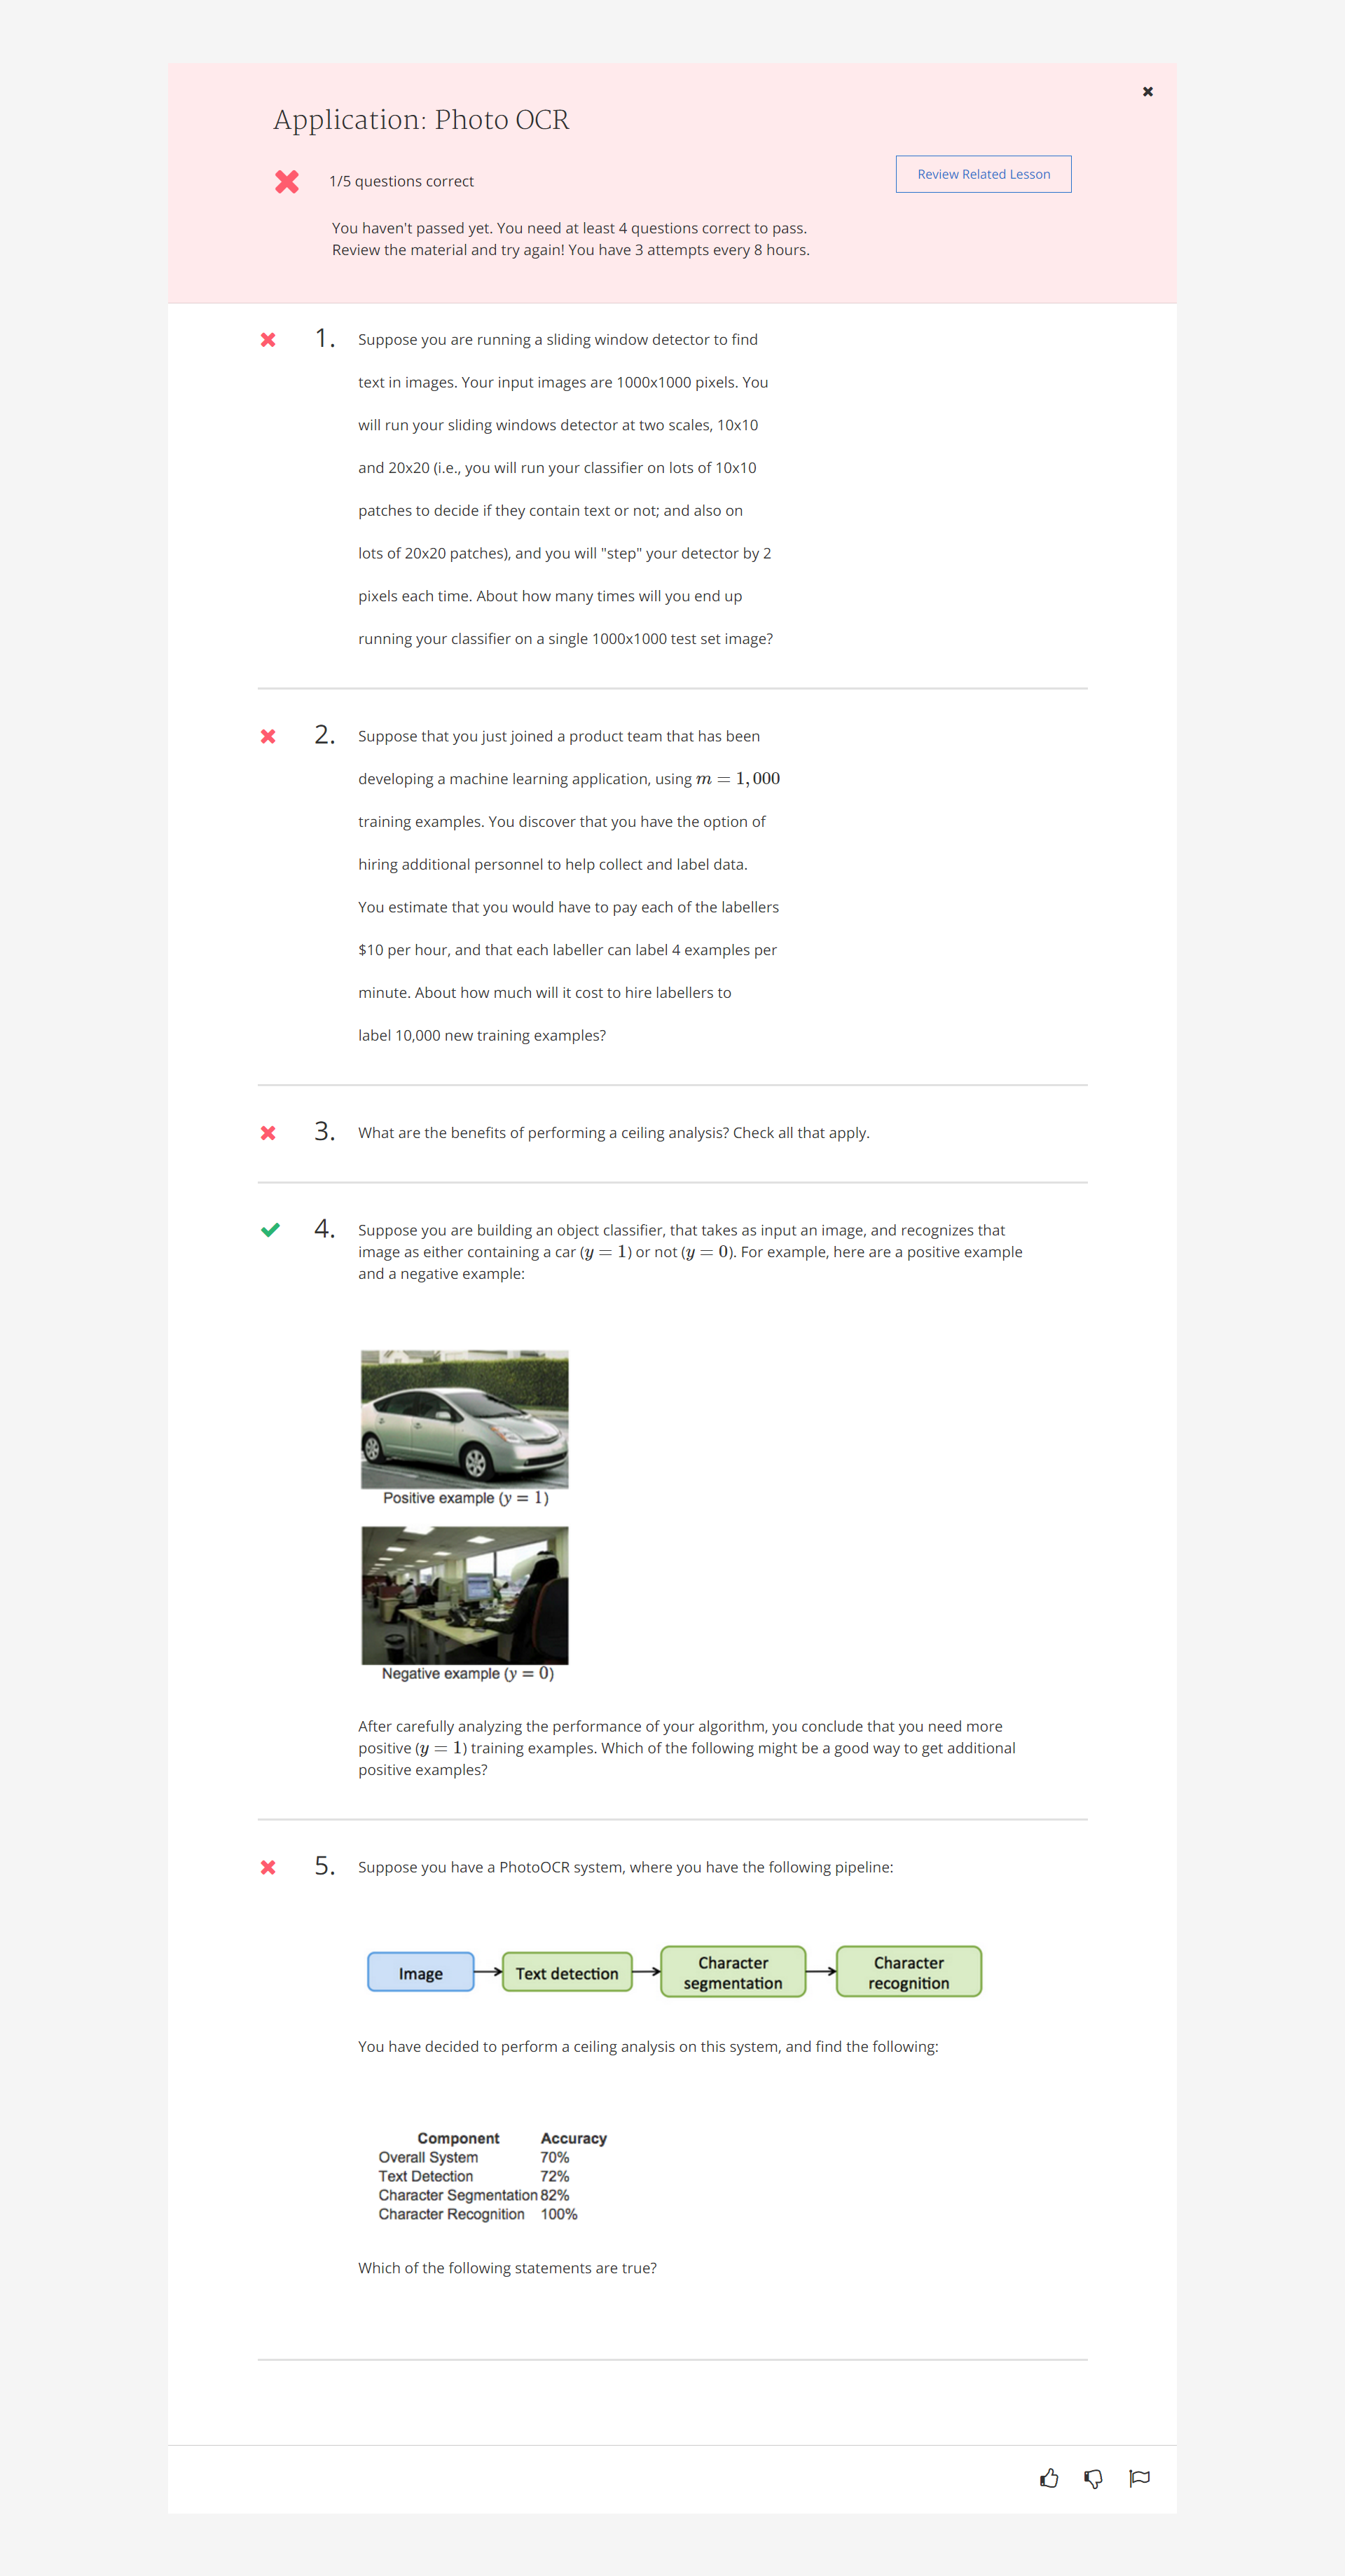 Application: Photo OCR
1/5 questions correct
Review Related Lesson
You haven't passed yet. You need at least 4 questions correct to pass.
Review the material and try again! You have 3 attempts every 8 hours.
1. Suppose you are running a sliding window detector to find
text in images. Your input images are 1000x1000 pixels. You
will run your sliding windows detector at two scales, 10x10
and 20x20 (i.e., you will run your classifier on lots of 10x10
patches to decide if they contain text or not; and also on
lots of 20x20 patches), and you will "step" your detector by 2
pixels each time. About how many times will you end up
running your classifier on a single 1000x1000 test set image?
2. Suppose that you just joined a product team that has been
developing a machine learning application, using m = 1,000
training examples. You discover that you have the option of
hiring additional personnel to help collect and label data.
You estimate that you would have to pay each of the labellers
$10 per hour, and that each labeller can label 4 examples per
minute. About how much will it cost to hire labellers to
label 10,000 new training examples?
3. What are the benefits of performing a ceiling analysis? Check all that apply.
4. Suppose you are building an object classifier, that takes as input an image, and recognizes that
image as either containing a car (y = 1) or not (y = 0). For example, here are a positive example
and a negative example:
Positive example (y = 1)
Negative example (y = 0)
After carefully analyzing the performance of your algorithm, you conclude that you need more
positive (y = 1) training examples. Which of the following might be a good way to get additional
positive examples?
5. Suppose you have a PhotoOCR system, where you have the following pipeline:
Image
Text detection
Character
segmentation
Character
recognition
You have decided to perform a ceiling analysis on this system, and find the following:
Component Accuracy
Overall System 70%
Text Detection 72%
Character Segmentation 82%
Character Recognition 100%
Which of the following statements are true?